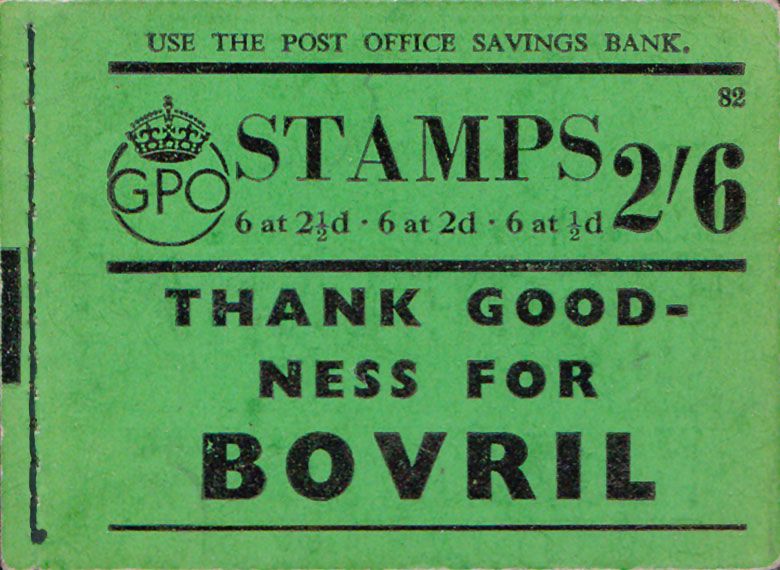 USE THE POST OFFICE SAVINGS BANK.
82
GPO STAMPS 2/6
6 at 2½d · 6 at 2d · 6 at ½d
THANK GOOD-
NESS FOR
BOVRIL